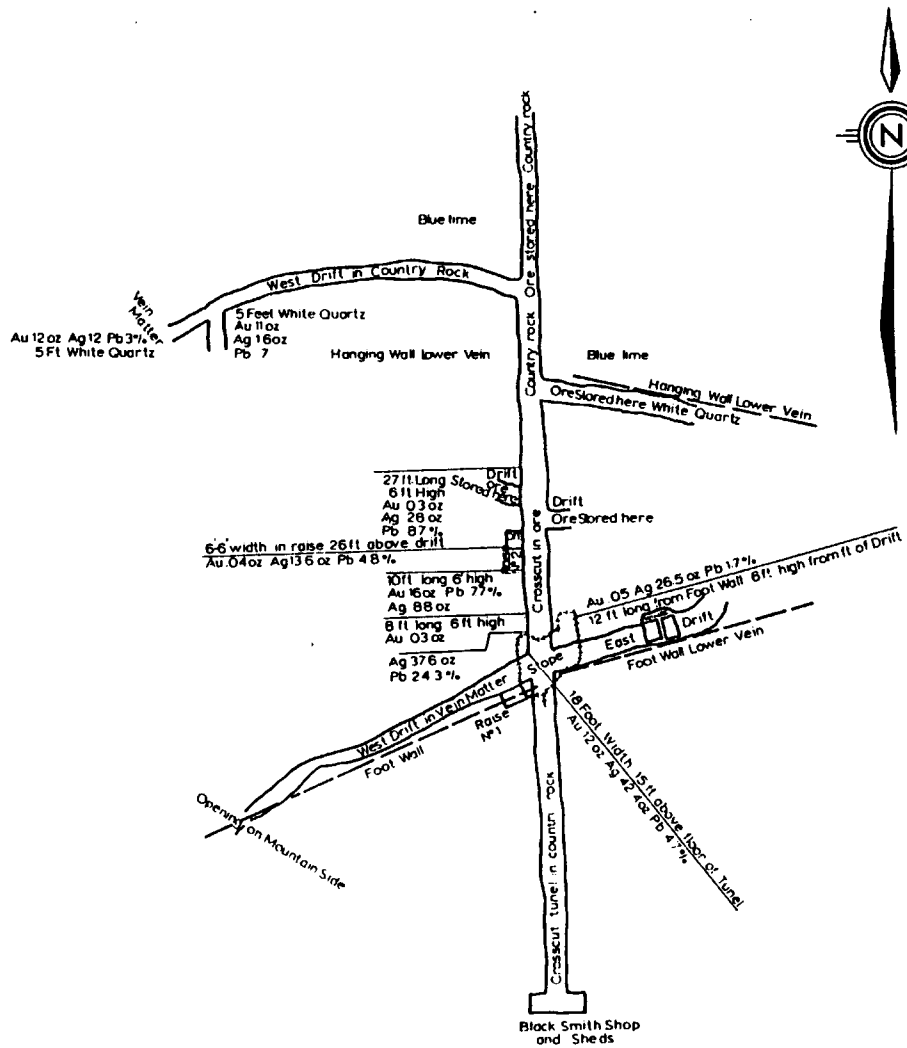 N
Country rock
Ore stored here
Country rock
Blue lime
West Drift in Country Rock
Vein
Matter
Au 12 oz Ag 12 Pb 3%
5 Ft White Quartz
5 Feet White Quartz
Au 11 oz
Ag 16 oz
Pb 7
Hanging Wall Lower Vein
Blue lime
Hanging Wall Lower Vein
Ore Stored here White Quartz
27 ft Long
6 ft High
Au 03 oz
Ag 28 oz
Pb 87%
Drift
ore
Stored here
Drift
Ore Stored here
Crosscut in ore
6'-6" width in raise 26 ft above drift
Au .04 oz Ag 13 6 oz Pb 4 8%
Nº 2
10 ft long 6' high
Au 16 oz Pb 77%
Ag 88 oz
8 ft long 6 ft high
Au 03 oz
Ag 37 6 oz
Pb 24 3%
Au .05 Ag 26.5 oz Pb 1.7%
12 ft long from Foot Wall 6 ft high from ft of Drift
East Drift
Foot Wall Lower Vein
Slope
West Drift in Vein Matter
Raise
Nº 1
Foot Wall
Opening on Mountain Side
18 Foot Width 15 ft above floor of Tunel
Au 12 oz Ag 42 4 oz Pb 4.7%
Crosscut tunel in countri rock
Black Smith Shop
and Sheds